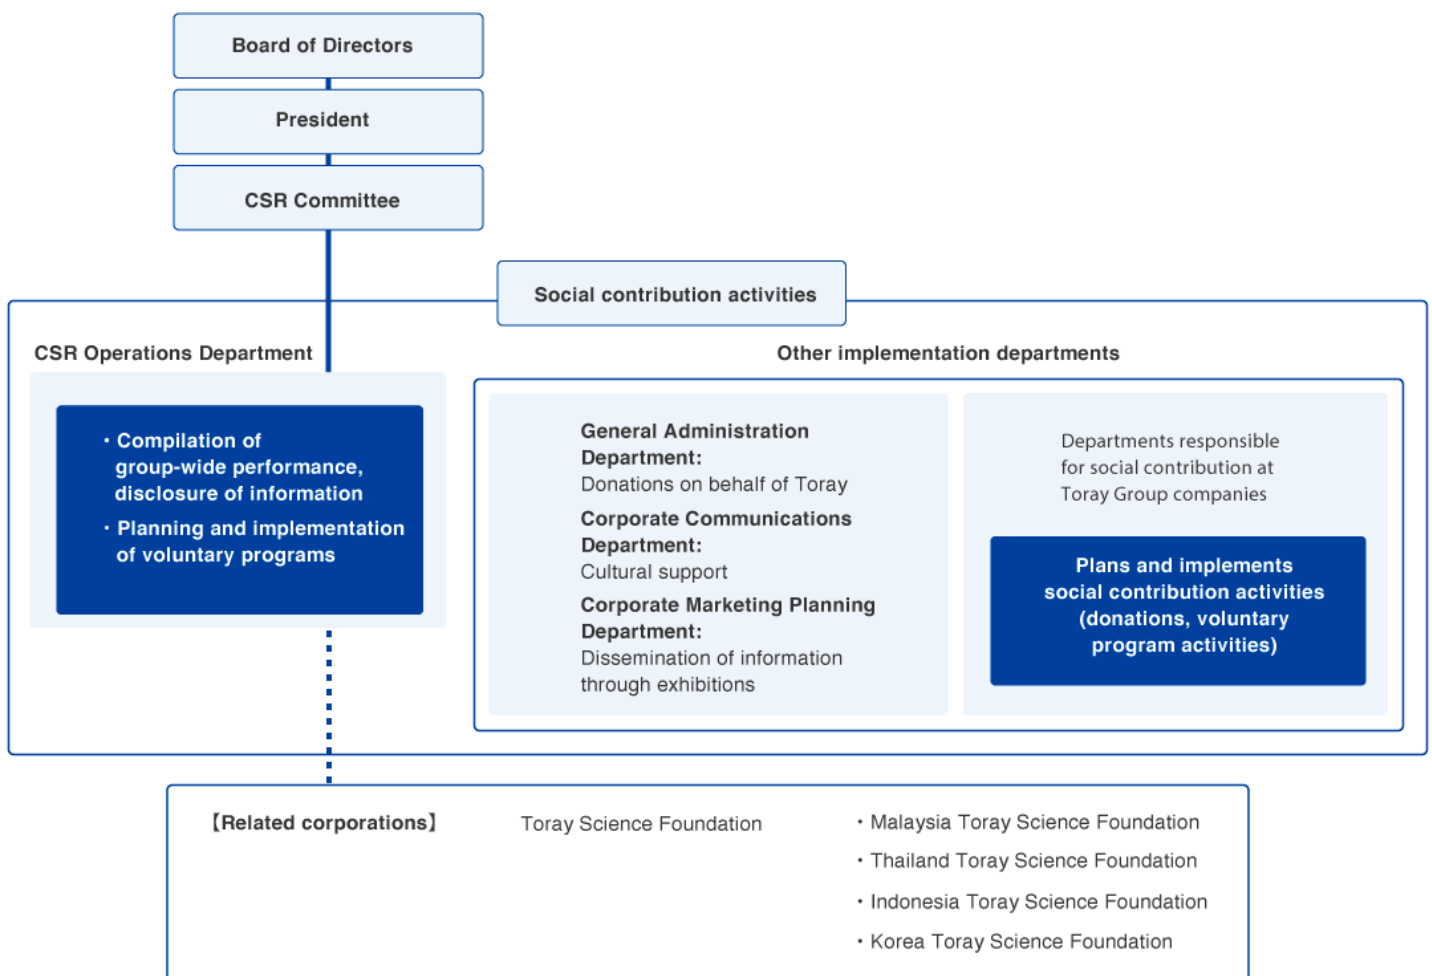 Board of Directors
President
CSR Committee
Social contribution activities
CSR Operations Department
・Compilation of
group-wide performance,
disclosure of information
・Planning and implementation
of voluntary programs
Other implementation departments
General Administration
Department:
Donations on behalf of Toray
Corporate Communications
Department:
Cultural support
Corporate Marketing Planning
Department:
Dissemination of information
through exhibitions
Departments responsible
for social contribution at
Toray Group companies
Plans and implements
social contribution activities
(donations, voluntary
program activities)
【Related corporations】
Toray Science Foundation
・Malaysia Toray Science Foundation
・Thailand Toray Science Foundation
・Indonesia Toray Science Foundation
・Korea Toray Science Foundation